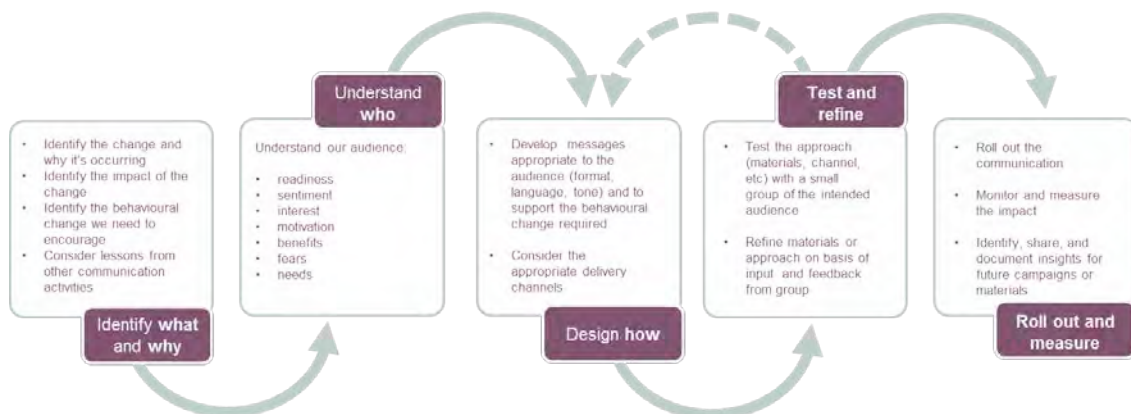 Identify the change and
why it's occurring
Identify the impact of the
change
Identify the behavioural
change we need to
encourage
Consider lessons from
other communication
activities
Identify what
and why
Understand
who
Understand our audience
readiness
sentiment
interest
motivation
benefits
fears
needs
Develop messages
appropriate to the
audience (format,
language, tone) and to
support the behavioural
change required
Consider the
appropriate delivery
channels
Design how
Test and
refine
Test the approach
(materials, channel,
etc) with a small
group of the intended
audience
Refine materials or
approach on basis of
input and feedback
from group
Roll out the
communication
Monitor and measure
the impact
Identify, share, and
document insights for
future campaigns or
materials
Roll out and
measure